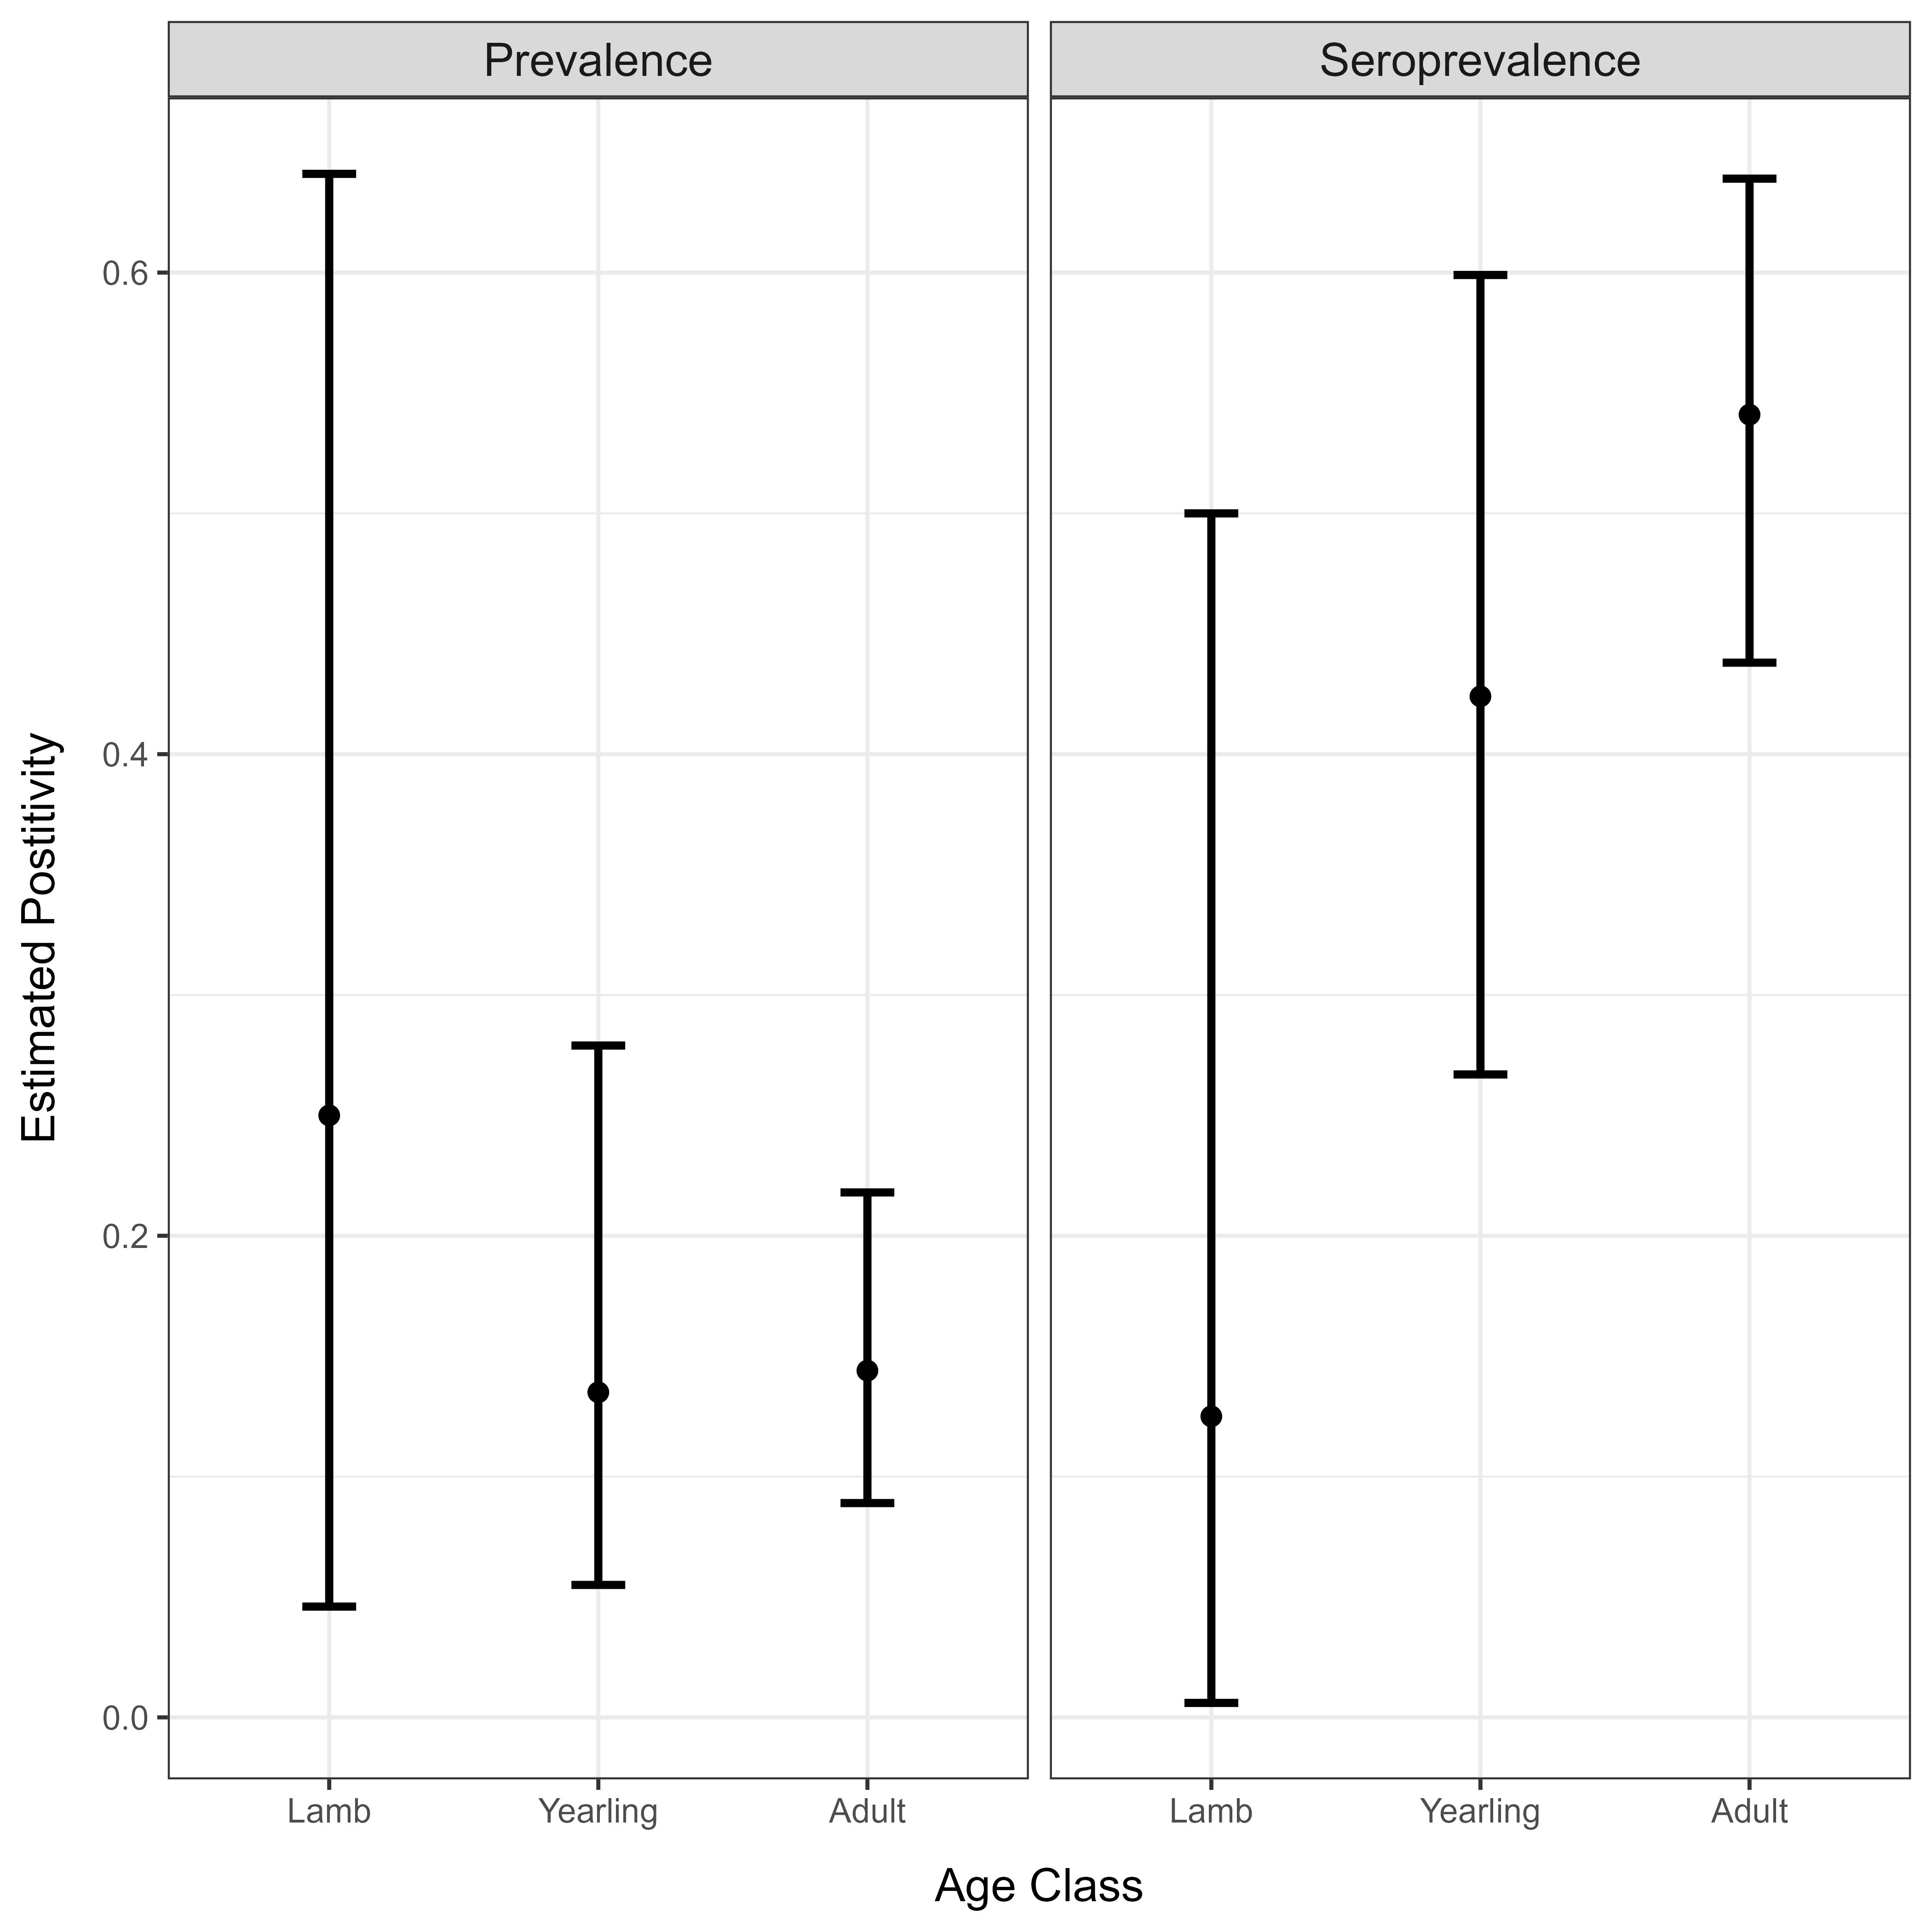 Prevalence
Seroprevalence
Estimated Postitivity
0.6
0.4
0.2
0.0
Lamb Yearling Adult
Lamb Yearling Adult
Age Class